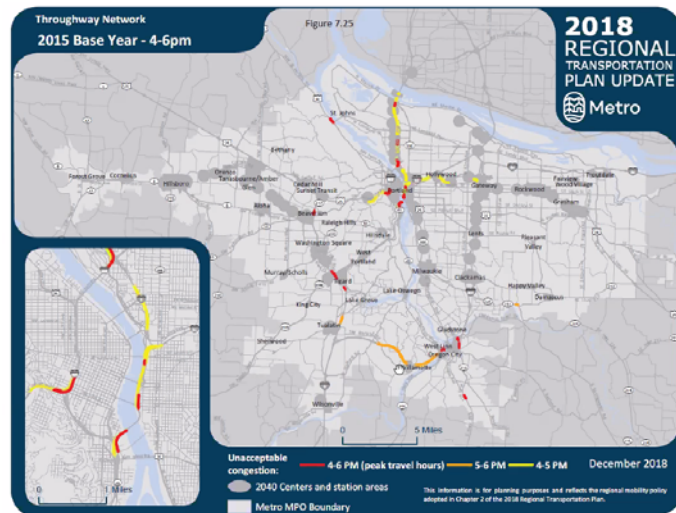 Throughway Network
2015 Base Year - 4-6pm
Figure 7.25
2018
REGIONAL
TRANSPORTATION
PLAN UPDATE
Metro
St. Johns
Bethany
Forest Grove
Cornelius
Hillsboro
Orenco
Tanasbourne/Amber
Glen
Cedar Mill
Sunset Transit
Aloha
Beaverton
Raleigh Hills
Portland
Hollywood
Gateway
Rockwood
Fairview
Wood Village
Troutdale
Gresham
Hillsdale
Lents
Pleasant
Valley
Washington Square
West
Portland
Murray/Scholls
Tigard
Milwaukie
Clackamas
Happy Valley
Damascus
King City
Lake Grove
Lake Oswego
Tualatin
Sherwood
Gladstone
West Linn
Oregon City
Stafford
Wilsonville
0 5 Miles
0 1 Miles
Unacceptable
congestion:
4-6 PM (peak travel hours)
5-6 PM
4-5 PM
December 2018
2040 Centers and station areas
Metro MPO Boundary
This information is for planning purposes and reflects the regional mobility policy
adopted in Chapter 2 of the 2018 Regional Transportation Plan.